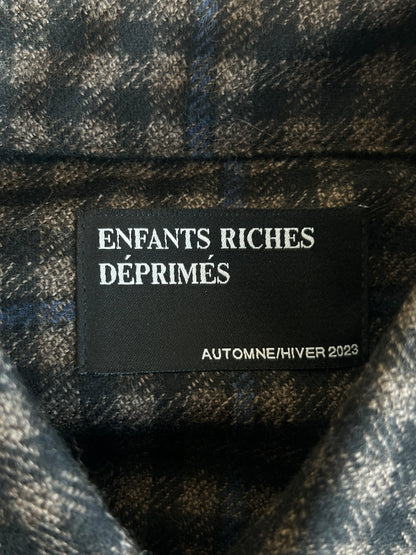 ENFANTS RICHES
DÉPRIMÉS
AUTOMNE/HIVER 2023